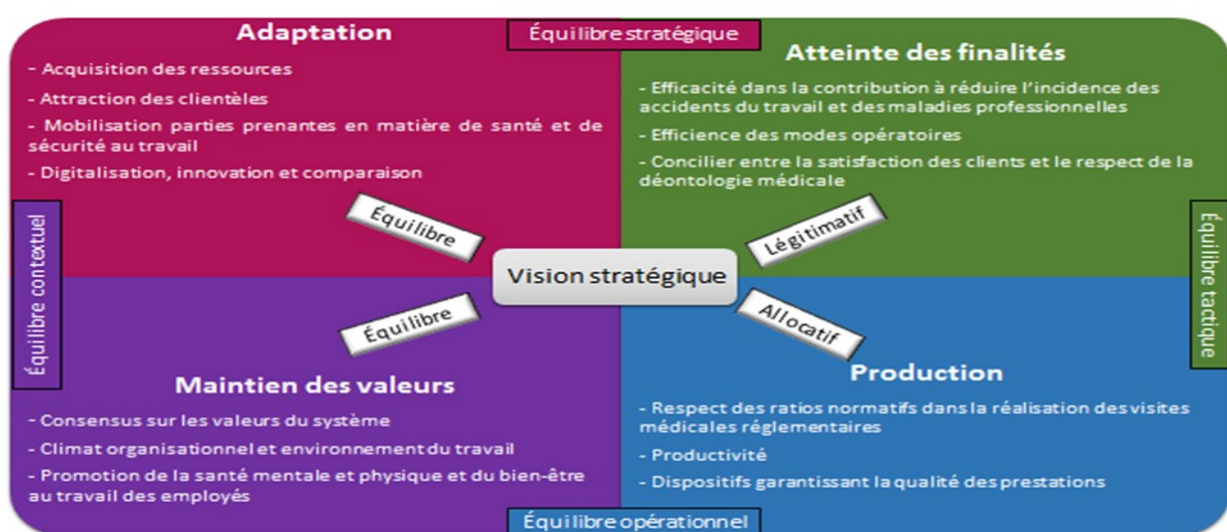 Équilibre stratégique
Adaptation
- Acquisition des ressources
- Attraction des clientèles
- Mobilisation parties prenantes en matière de santé et de
sécurité au travail
- Digitalisation, innovation et comparaison
Atteinte des finalités
- Efficacité dans la contribution à réduire l'incidence des
accidents du travail et des maladies professionnelles
- Efficience des modes opératoires
- Concilier entre la satisfaction des clients et le respect de la
déontologie médicale
Équilibre contextuel
Équilibre
Légitimatif
Vision stratégique
Équilibre
Allocatif
Équilibre tactique
Maintien des valeurs
- Consensus sur les valeurs du système
- Climat organisationnel et environnement du travail
- Promotion de la santé mentale et physique et du bien-être
au travail des employés
Production
- Respect des ratios normatifs dans la réalisation des visites
médicales réglementaires
- Productivité
- Dispositifs garantissant la qualité des prestations
Équilibre opérationnel